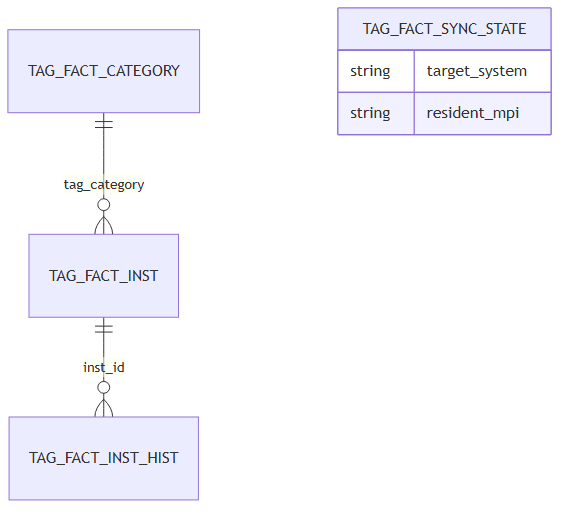 TAG_FACT_CATEGORY
tag_category
TAG_FACT_INST
inst_id
TAG_FACT_INST_HIST
TAG_FACT_SYNC_STATE
string target_system
string resident_mpi